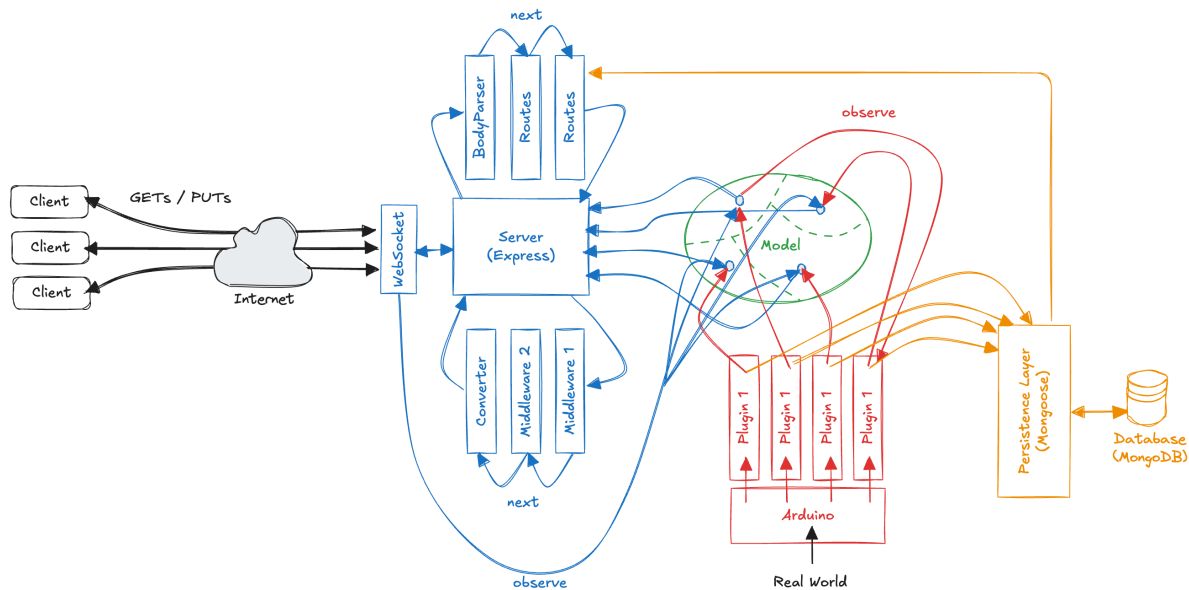 next
BodyParser
Routes
Routes
observe
GETs / PUTs
Client
Client
Client
Internet
WebSocket
Server
(Express)
Model
Converter
Middleware 2
Middleware 1
next
observe
Plugin 1
Plugin 1
Plugin 1
Plugin 1
Arduino
Real World
Persistence Layer
(Mongoose)
Database
(MongoDB)